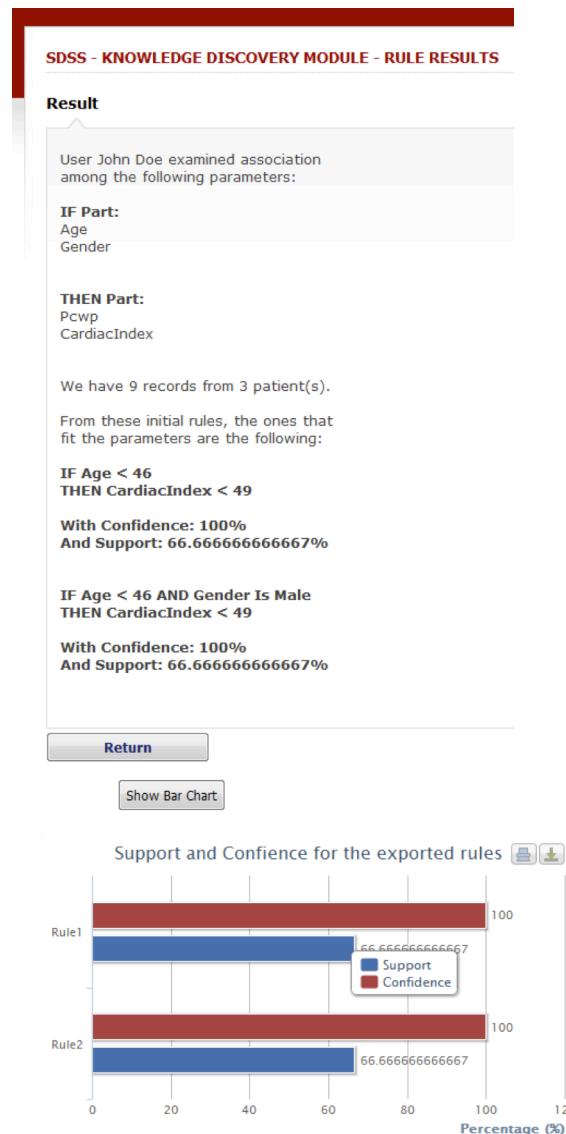 SDSS - KNOWLEDGE DISCOVERY MODULE - RULE RESULTS
Result
User John Doe examined association
among the following parameters:
IF Part:
Age
Gender
THEN Part:
Pcwp
CardiacIndex
We have 9 records from 3 patient(s).
From these initial rules, the ones that
fit the parameters are the following:
IF Age < 46
THEN CardiacIndex < 49
With Confidence: 100%
And Support: 66.666666666667%
IF Age < 46 AND Gender Is Male
THEN CardiacIndex < 49
With Confidence: 100%
And Support: 66.666666666667%
Return
Show Bar Chart
Support and Confience for the exported rules
100
Rule1
66.666666666667
Support
Confidence
100
Rule2
66.666666666667
0 20 40 60 80 100
Percentage (%)